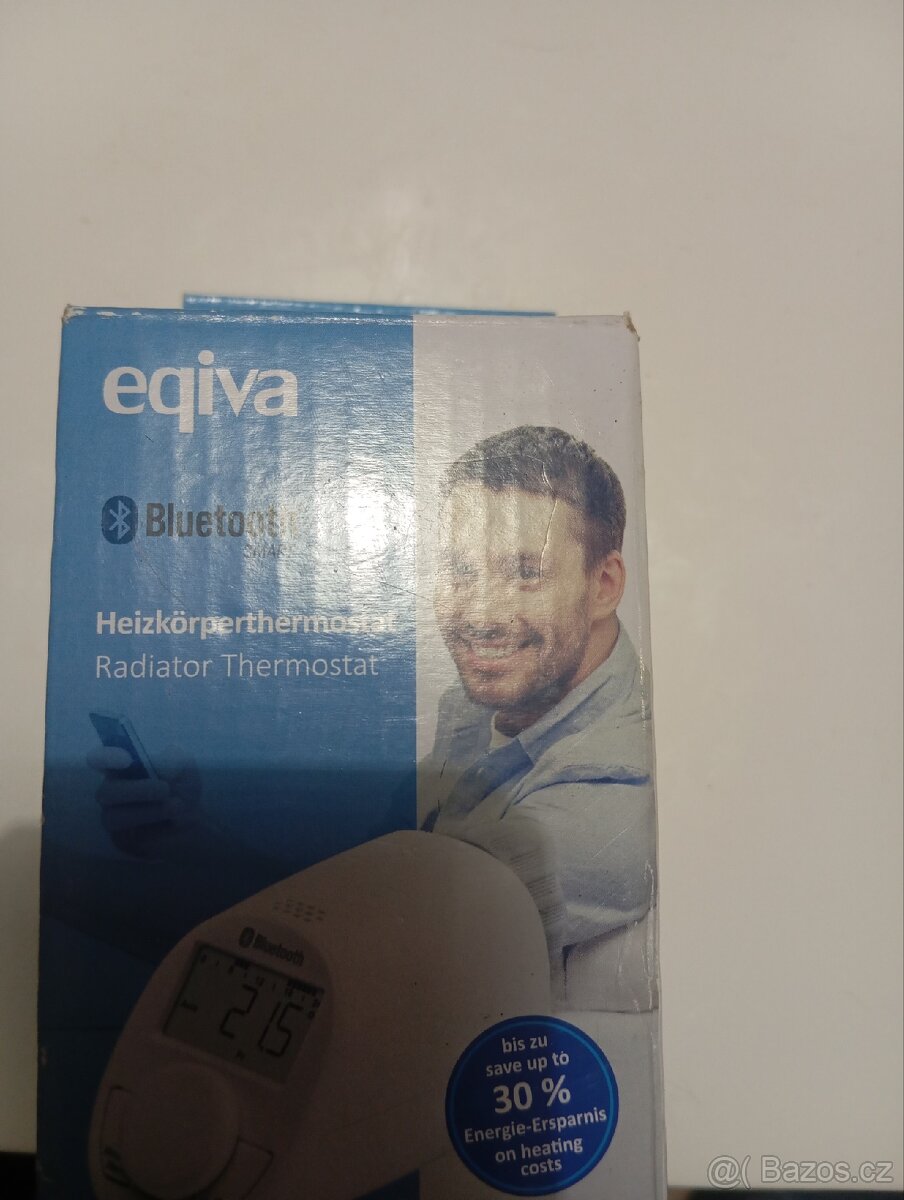 eqiva
Bluetooth
SMART
Heizkörperthermostat
Radiator Thermostat
Bluetooth
21,5
bis zu
save up to
30 %
Energie-Ersparnis
on heating
costs
@( Bazos.cz